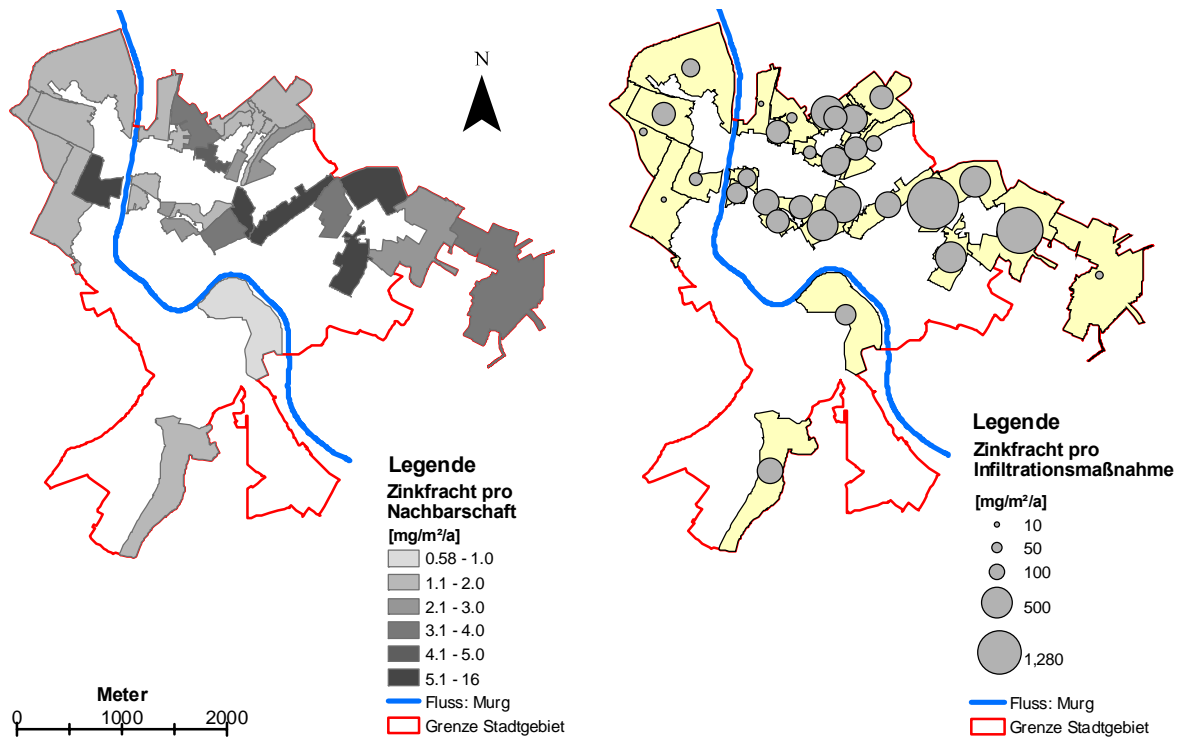 N
Legende
Zinkfracht pro
Nachbarschaft
[mg/m²/a]
0.58 - 1.0
1.1 - 2.0
2.1 - 3.0
3.1 - 4.0
4.1 - 5.0
5.1 - 16
Fluss: Murg
Grenze Stadtgebiet
Meter
0 1000 2000
Legende
Zinkfracht pro
Infiltrationsmaßnahme
[mg/m²/a]
10
50
100
500
1,280
Fluss: Murg
Grenze Stadtgebiet